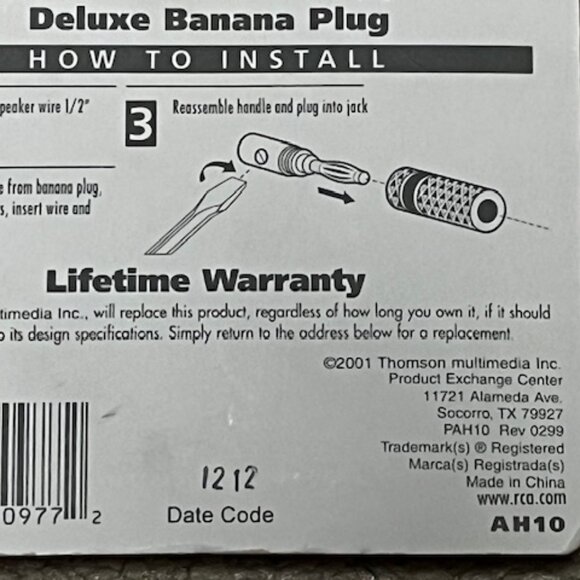 Deluxe Banana Plug
HOW TO INSTALL
peaker wire 1/2"
3 Reassemble handle and plug into jack
e from banana plug,
s, insert wire and
Lifetime Warranty
timedia Inc., will replace this product, regardless of how long you own it, if it should
o its design specifications. Simply return to the address below for a replacement.
©2001 Thomson multimedia Inc.
Product Exchange Center
11721 Alameda Ave.
Socorro, TX 79927
PAH10 Rev 0299
Trademark(s) ® Registered
Marca(s) Registrada(s)
Made in China
www.rca.com
AH10
1212
Date Code
0977 2